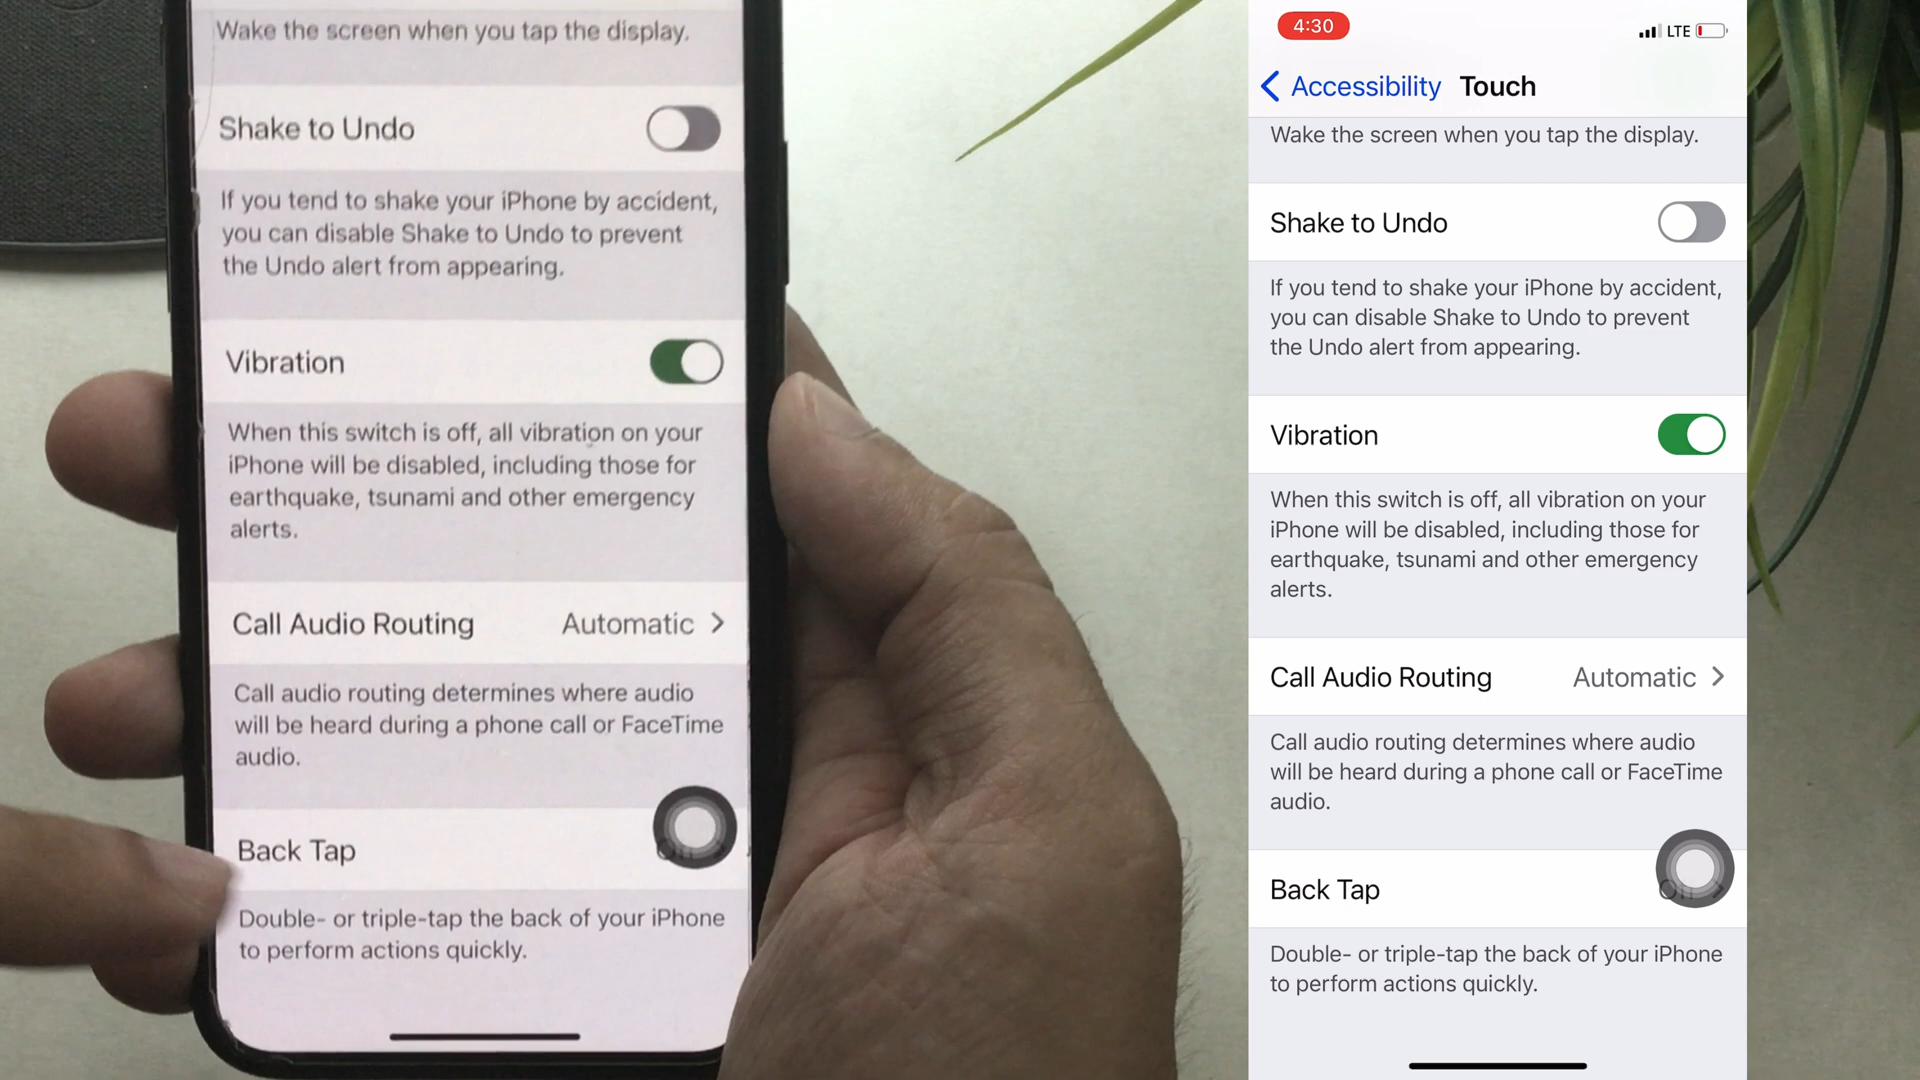 Wake the screen when you tap the display.
Shake to Undo
If you tend to shake your iPhone by accident,
you can disable Shake to Undo to prevent
the Undo alert from appearing.
Vibration
When this switch is off, all vibration on your
iPhone will be disabled, including those for
earthquake, tsunami and other emergency
alerts.
Call Audio Routing Automatic
Call audio routing determines where audio
will be heard during a phone call or FaceTime
audio.
Back Tap
Double- or triple-tap the back of your iPhone
to perform actions quickly.
4:30 LTE
Accessibility Touch
Wake the screen when you tap the display.
Shake to Undo
If you tend to shake your iPhone by accident,
you can disable Shake to Undo to prevent
the Undo alert from appearing.
Vibration
When this switch is off, all vibration on your
iPhone will be disabled, including those for
earthquake, tsunami and other emergency
alerts.
Call Audio Routing Automatic
Call audio routing determines where audio
will be heard during a phone call or FaceTime
audio.
Back Tap
Double- or triple-tap the back of your iPhone
to perform actions quickly.